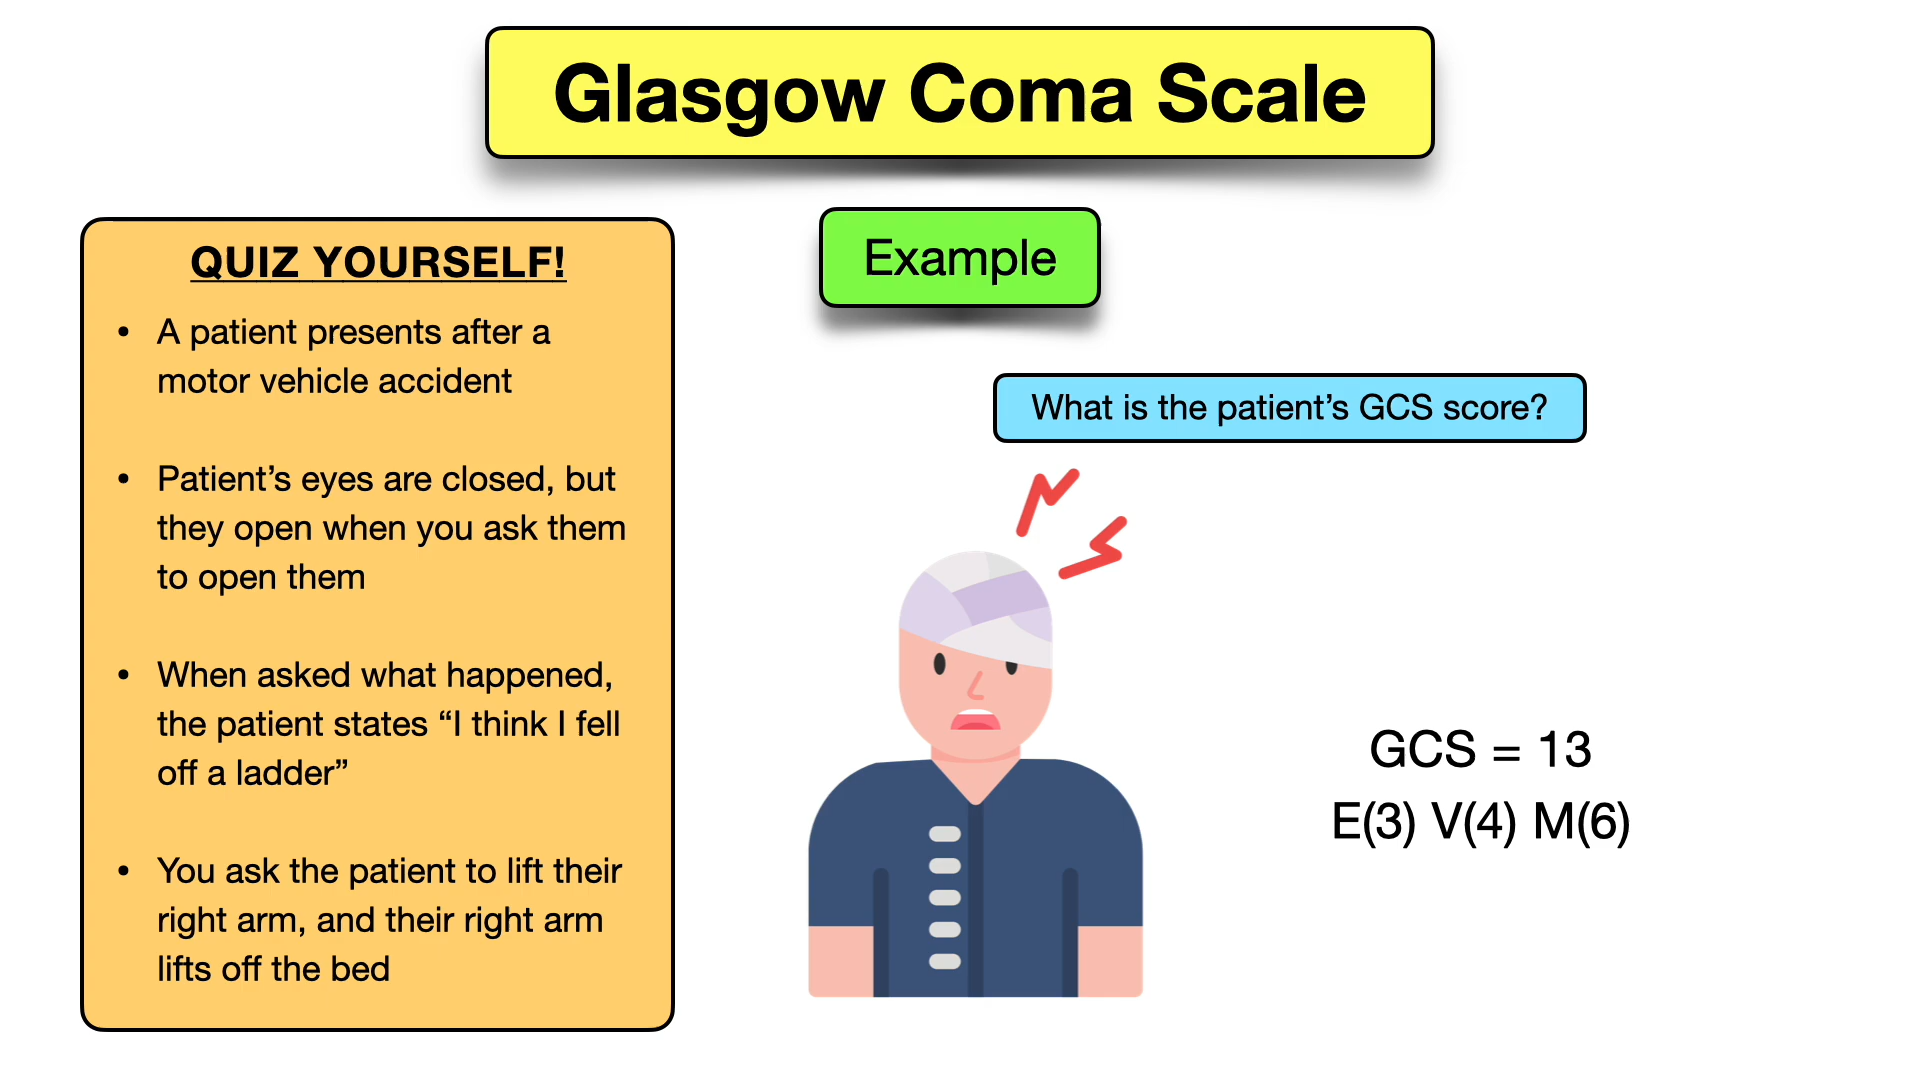 Glasgow Coma Scale
QUIZ YOURSELF!
• A patient presents after a
motor vehicle accident
• Patient’s eyes are closed, but
they open when you ask them
to open them
• When asked what happened,
the patient states “I think I fell
off a ladder”
• You ask the patient to lift their
right arm, and their right arm
lifts off the bed
Example
What is the patient’s GCS score?
GCS = 13
E(3) V(4) M(6)